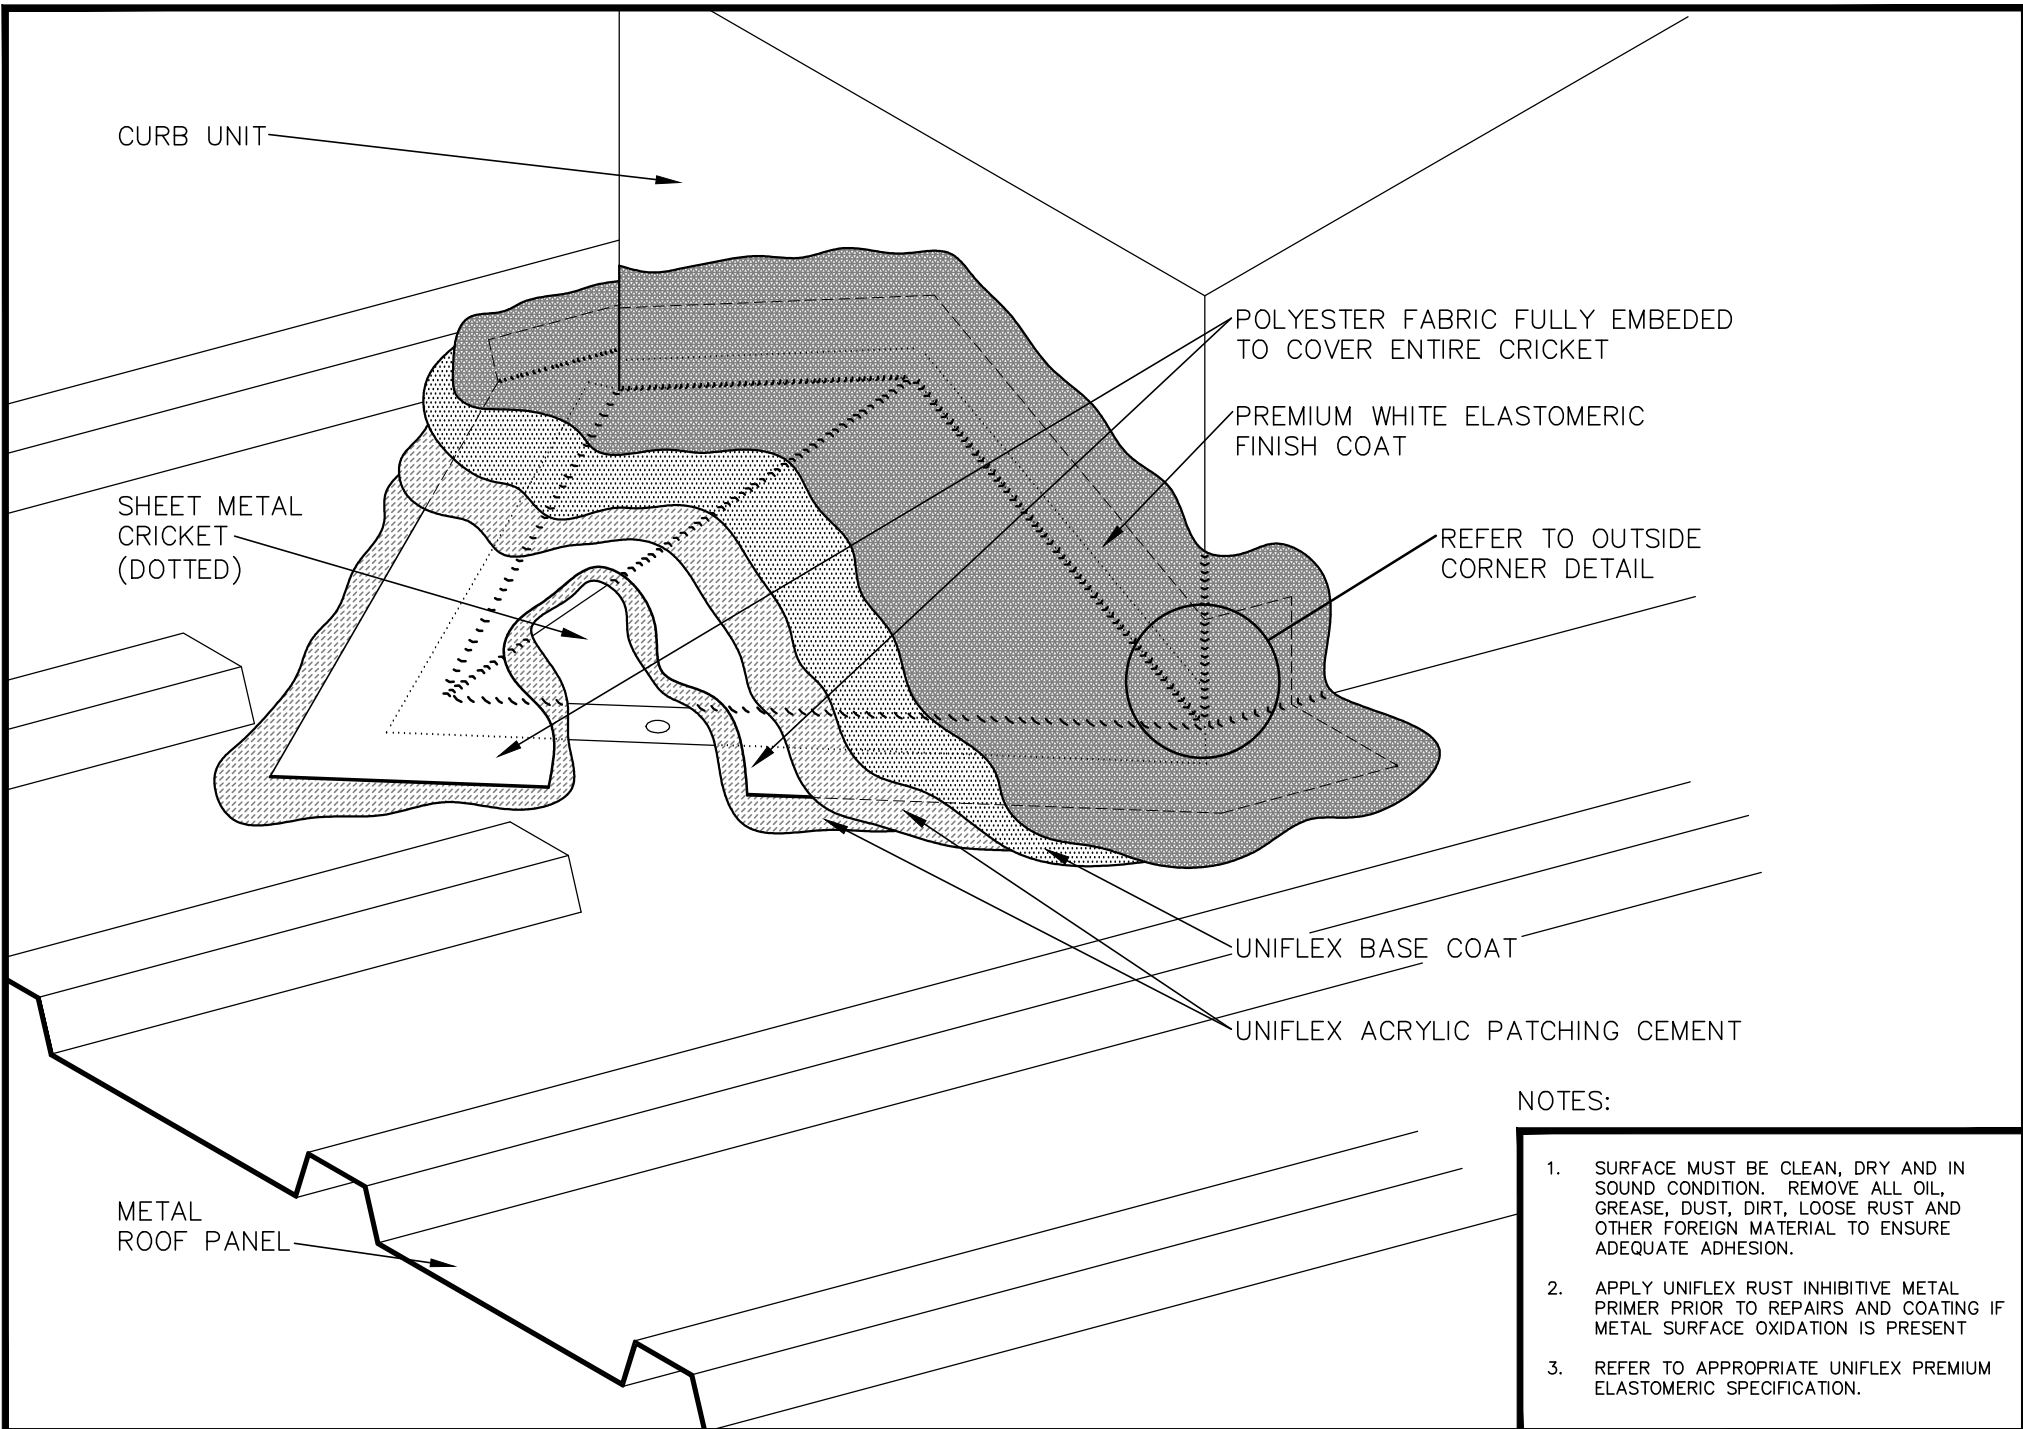 CURB UNIT
POLYESTER FABRIC FULLY EMBEDED
TO COVER ENTIRE CRICKET
PREMIUM WHITE ELASTOMERIC
FINISH COAT
SHEET METAL
CRICKET
(DOTTED)
REFER TO OUTSIDE
CORNER DETAIL
UNIFLEX BASE COAT
UNIFLEX ACRYLIC PATCHING CEMENT
METAL
ROOF PANEL
NOTES:
1. SURFACE MUST BE CLEAN, DRY AND IN
SOUND CONDITION. REMOVE ALL OIL,
GREASE, DUST, DIRT, LOOSE RUST AND
OTHER FOREIGN MATERIAL TO ENSURE
ADEQUATE ADHESION.
2. APPLY UNIFLEX RUST INHIBITIVE METAL
PRIMER PRIOR TO REPAIRS AND COATING IF
METAL SURFACE OXIDATION IS PRESENT
3. REFER TO APPROPRIATE UNIFLEX PREMIUM
ELASTOMERIC SPECIFICATION.